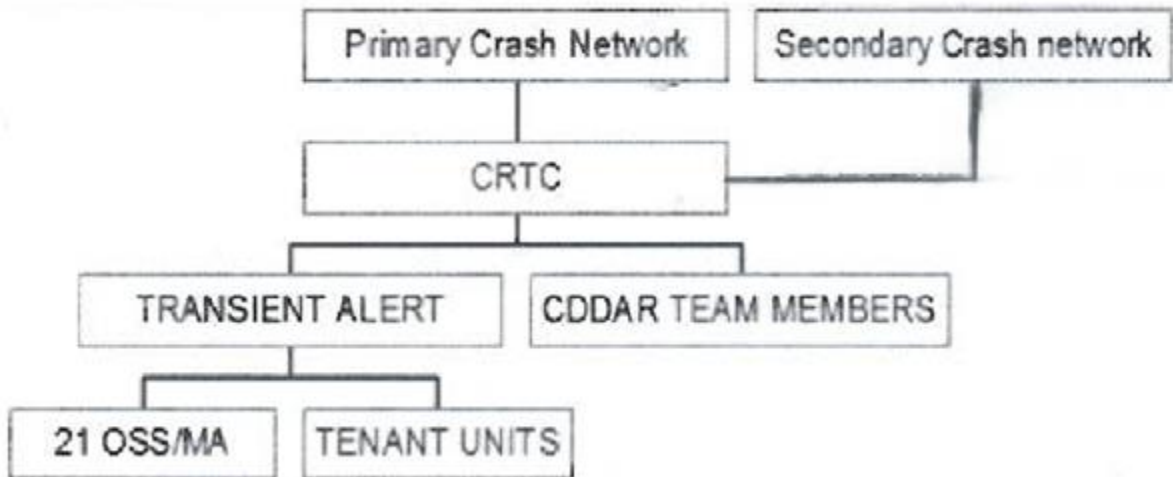 Primary Crash Network
Secondary Crash network
CRTC
TRANSIENT ALERT
CDDAR TEAM MEMBERS
21 OSS/MA
TENANT UNITS